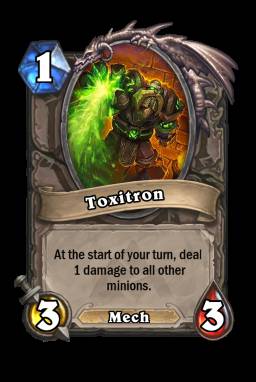 1
Toxitron
At the start of your turn, deal
1 damage to all other
minions.
3
Mech
3